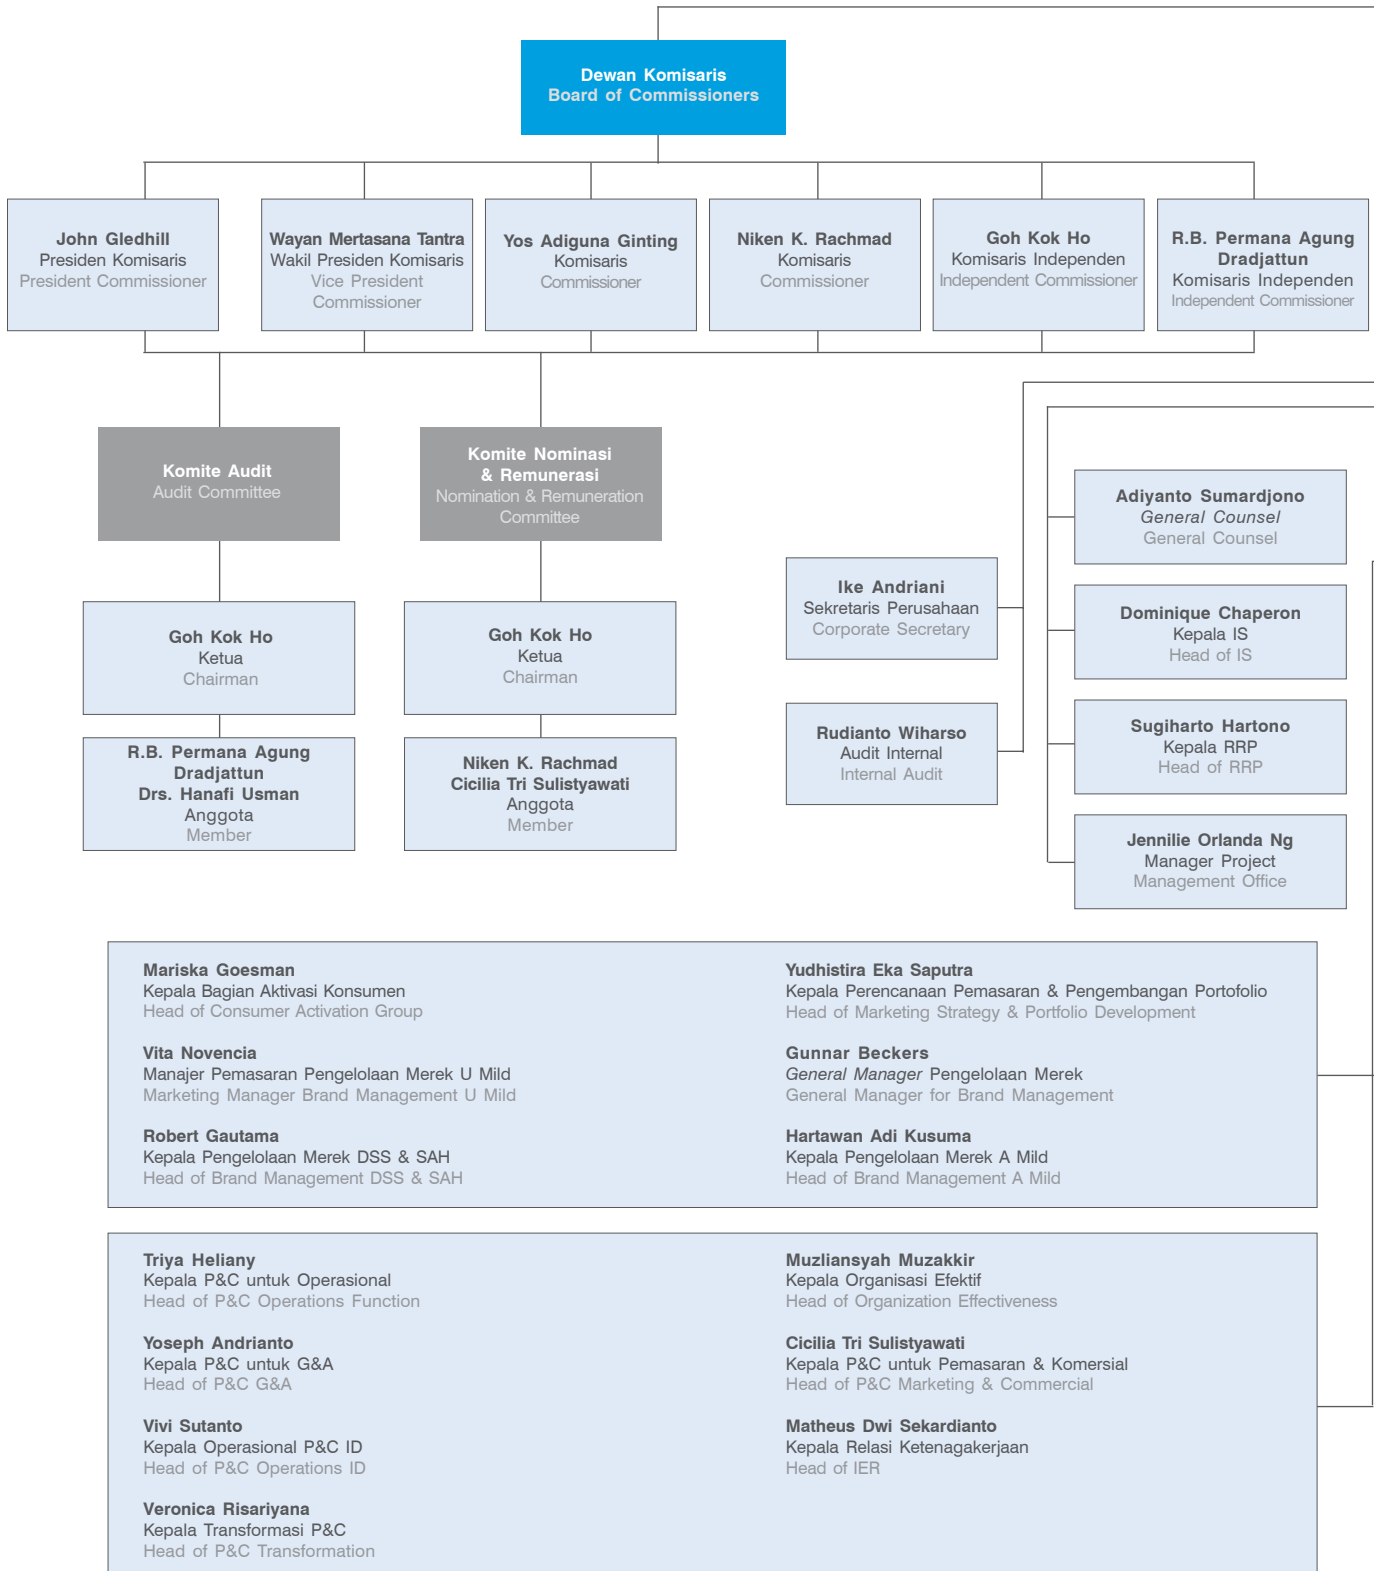 Dewan Komisaris
Board of Commissioners
John Gledhill
Presiden Komisaris
President Commissioner
Wayan Mertasana Tantra
Wakil Presiden Komisaris
Vice President
Commissioner
Yos Adiguna Ginting
Komisaris
Commissioner
Niken K. Rachmad
Komisaris
Commissioner
Goh Kok Ho
Komisaris Independen
Independent Commissioner
R.B. Permana Agung
Dradjattun
Komisaris Independen
Independent Commissioner
Komite Audit
Audit Committee
Komite Nominasi
& Remunerasi
Nomination & Remuneration
Committee
Goh Kok Ho
Ketua
Chairman
Goh Kok Ho
Ketua
Chairman
R.B. Permana Agung
Dradjattun
Drs. Hanafi Usman
Anggota
Member
Niken K. Rachmad
Cicilia Tri Sulistyawati
Anggota
Member
Ike Andriani
Sekretaris Perusahaan
Corporate Secretary
Rudianto Wiharso
Audit Internal
Internal Audit
Adiyanto Sumardjono
General Counsel
General Counsel
Dominique Chaperon
Kepala IS
Head of IS
Sugiharto Hartono
Kepala RRP
Head of RRP
Jennilie Orlanda Ng
Manager Project
Management Office
Mariska Goesman
Kepala Bagian Aktivasi Konsumen
Head of Consumer Activation Group
Vita Novencia
Manajer Pemasaran Pengelolaan Merek U Mild
Marketing Manager Brand Management U Mild
Robert Gautama
Kepala Pengelolaan Merek DSS & SAH
Head of Brand Management DSS & SAH
Yudhistira Eka Saputra
Kepala Perencanaan Pemasaran & Pengembangan Portofolio
Head of Marketing Strategy & Portfolio Development
Gunnar Beckers
General Manager Pengelolaan Merek
General Manager for Brand Management
Hartawan Adi Kusuma
Kepala Pengelolaan Merek A Mild
Head of Brand Management A Mild
Triya Heliany
Kepala P&C untuk Operasional
Head of P&C Operations Function
Yoseph Andrianto
Kepala P&C untuk G&A
Head of P&C G&A
Vivi Sutanto
Kepala Operasional P&C ID
Head of P&C Operations ID
Veronica Risariyana
Kepala Transformasi P&C
Head of P&C Transformation
Muzliansyah Muzakkir
Kepala Organisasi Efektif
Head of Organization Effectiveness
Cicilia Tri Sulistyawati
Kepala P&C untuk Pemasaran & Komersial
Head of P&C Marketing & Commercial
Matheus Dwi Sekardianto
Kepala Relasi Ketenagakerjaan
Head of IER